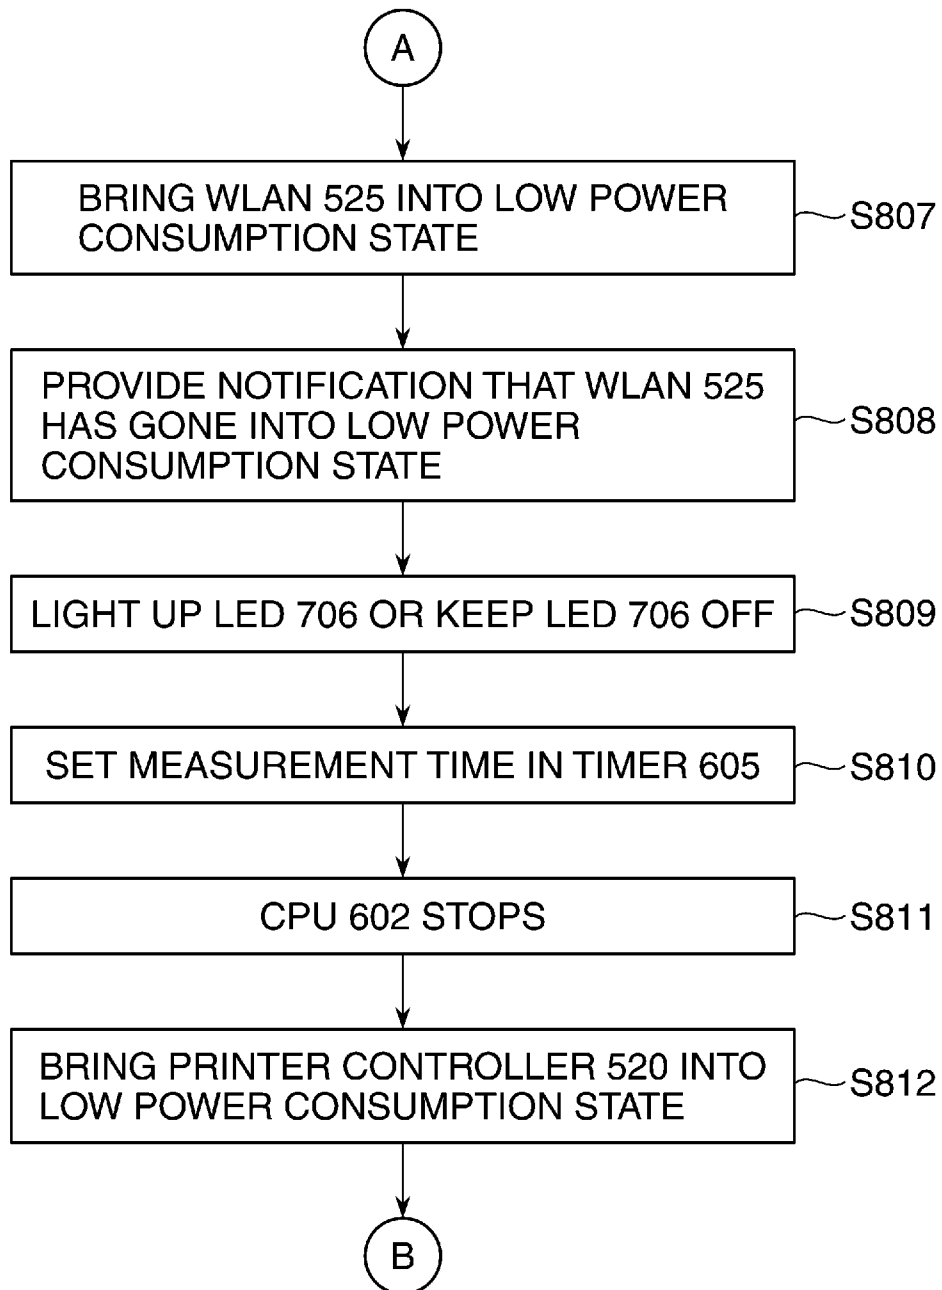 A
BRING WLAN 525 INTO LOW POWER
CONSUMPTION STATE
S807
PROVIDE NOTIFICATION THAT WLAN 525
HAS GONE INTO LOW POWER
CONSUMPTION STATE
S808
LIGHT UP LED 706 OR KEEP LED 706 OFF
S809
SET MEASUREMENT TIME IN TIMER 605
S810
CPU 602 STOPS
S811
BRING PRINTER CONTROLLER 520 INTO
LOW POWER CONSUMPTION STATE
S812
B